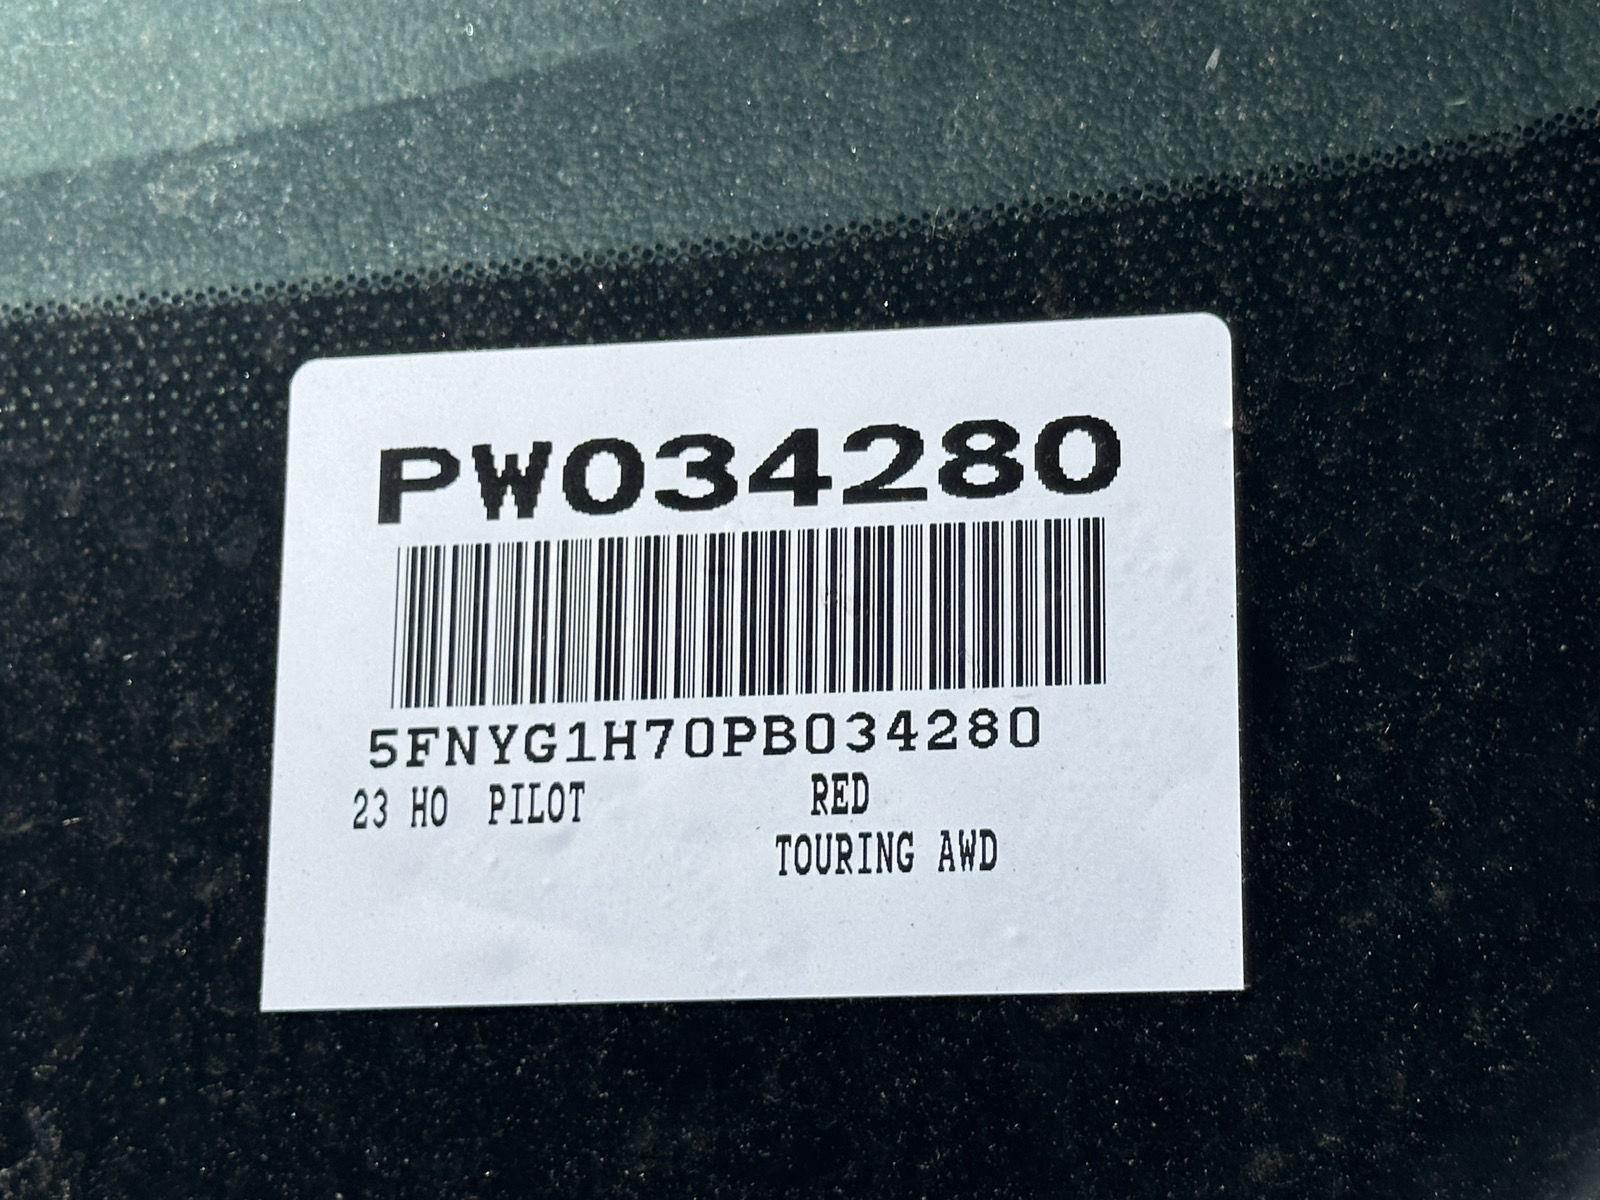 PW034280
5FNYG1H70PB034280
23 HO PILOT RED
TOURING AWD